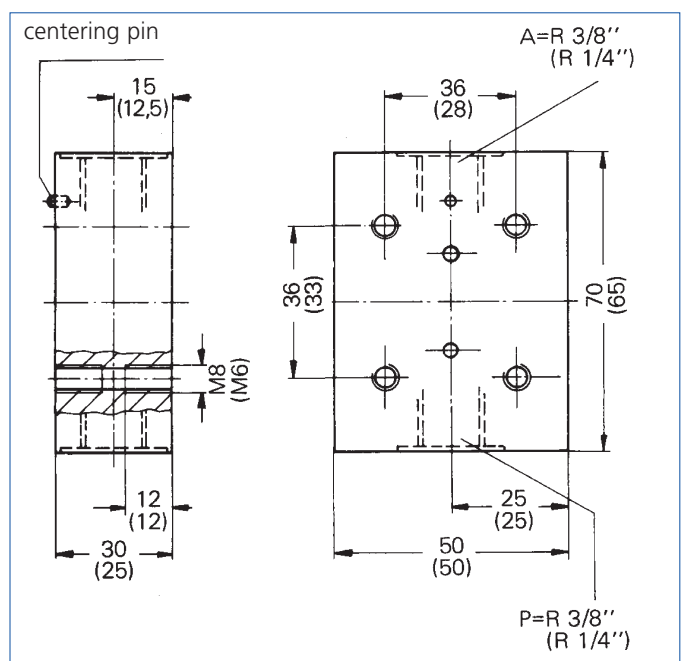 centering pin
15
(12,5)
A=R 3/8''
(R 1/4'')
36
(28)
36
(33)
70
(65)
M8
(M6)
12
(12)
30
(25)
25
(25)
50
(50)
P=R 3/8''
(R 1/4'')